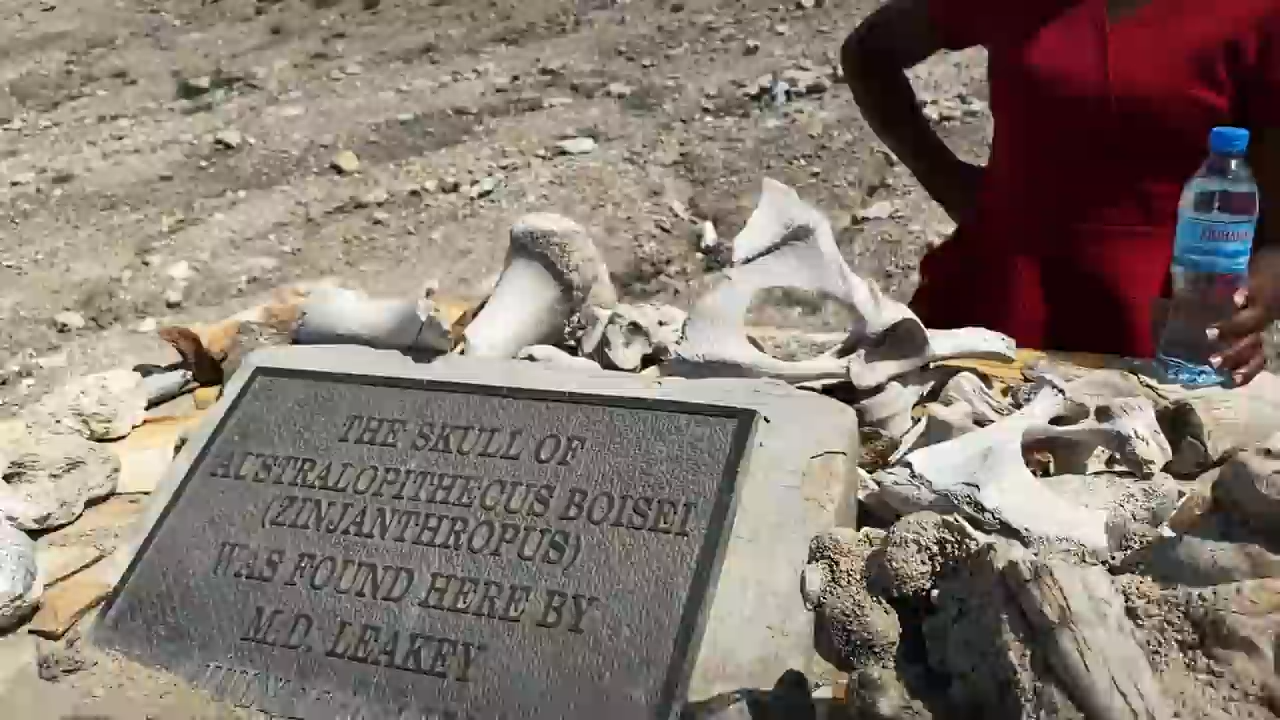 THE SKULL OF
AUSTRALOPITHECUS BOISEI
(ZINJANTHROPUS)
WAS FOUND HERE BY
M.D. LEAKEY